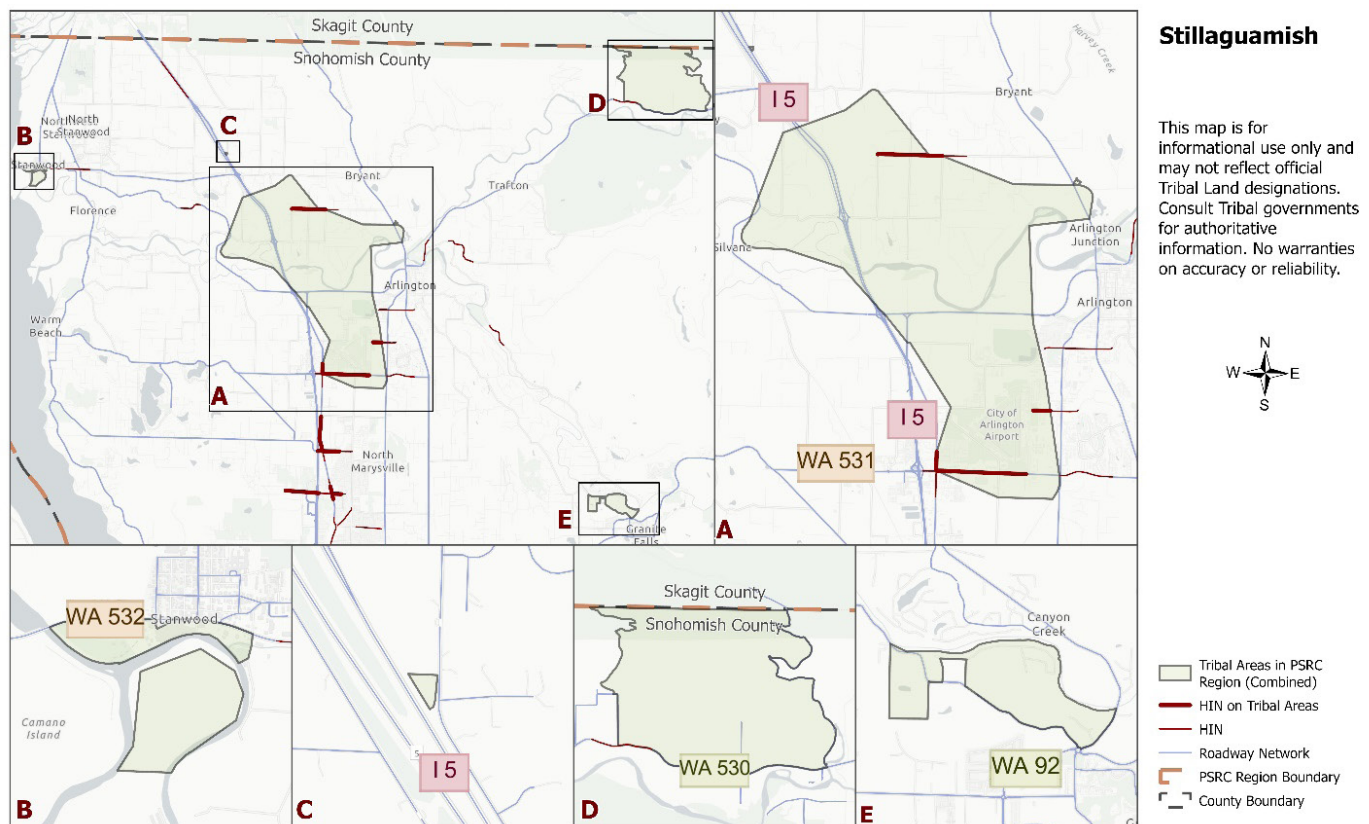 Skagit County
Snohomish County
D
B
North
Stanwood
Stanwood
C
Bryant
Trafton
Florence
Arlington
Warm
Beach
A
North
Marysville
E
Granite
Falls
I 5
Harvey Creek
Bryant
Silvana
Arlington
Junction
Arlington
I 5
City of
Arlington
Airport
WA 531
A
WA 532
Stanwood
Camano
Island
B
I 5
C
Skagit County
Snohomish County
WA 530
D
Canyon
Creek
WA 92
E
Stillaguamish
This map is for
informational use only and
may not reflect official
Tribal Land designations.
Consult Tribal governments
for authoritative
information. No warranties
on accuracy or reliability.
N
W E
S
Tribal Areas in PSRC
Region (Combined)
HIN on Tribal Areas
HIN
Roadway Network
PSRC Region Boundary
County Boundary